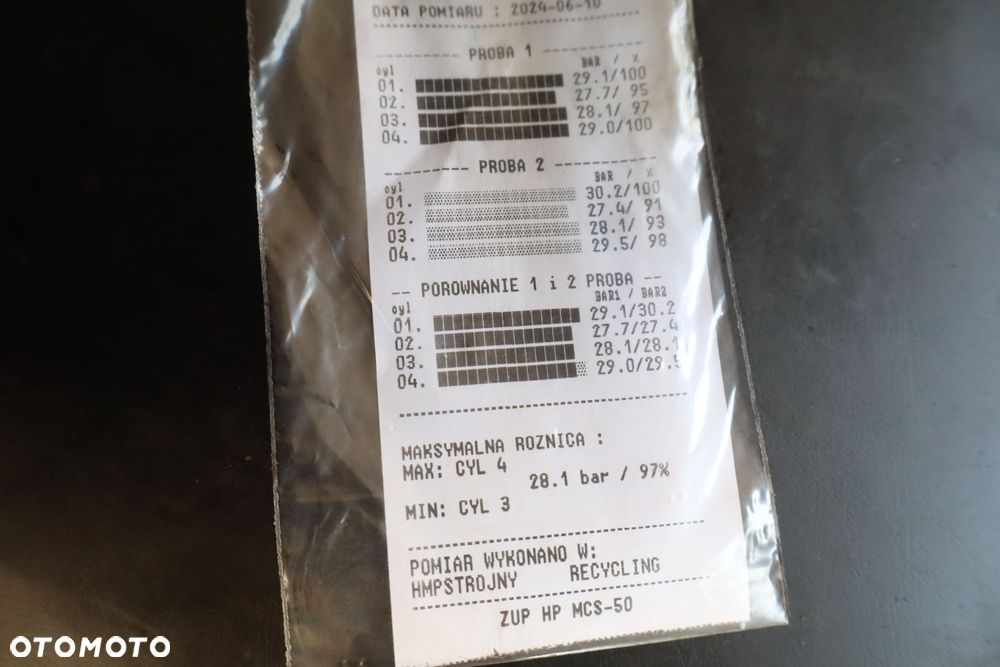 DATA POMIARU : 2024-06-10
---------- PROBA 1 ----------
cyl BAR / %
01. 29.1/100
02. 27.7/ 95
03. 28.1/ 97
04. 29.0/100
---------- PROBA 2 ----------
cyl BAR / %
01. 30.2/100
02. 27.4/ 91
03. 28.1/ 93
04. 29.5/ 98
-- POROWNANIE 1 i 2 PROBA --
cyl BAR1 / BAR2
01. 29.1/30.2
02. 27.7/27.4
03. 28.1/28.1
04. 29.0/29.5
MAKSYMALNA ROZNICA :
MAX: CYL 4
28.1 bar / 97%
MIN: CYL 3
POMIAR WYKONANO W:
HMPSTROJNY RECYCLING
ZUP HP MCS-50
OTOMOTO